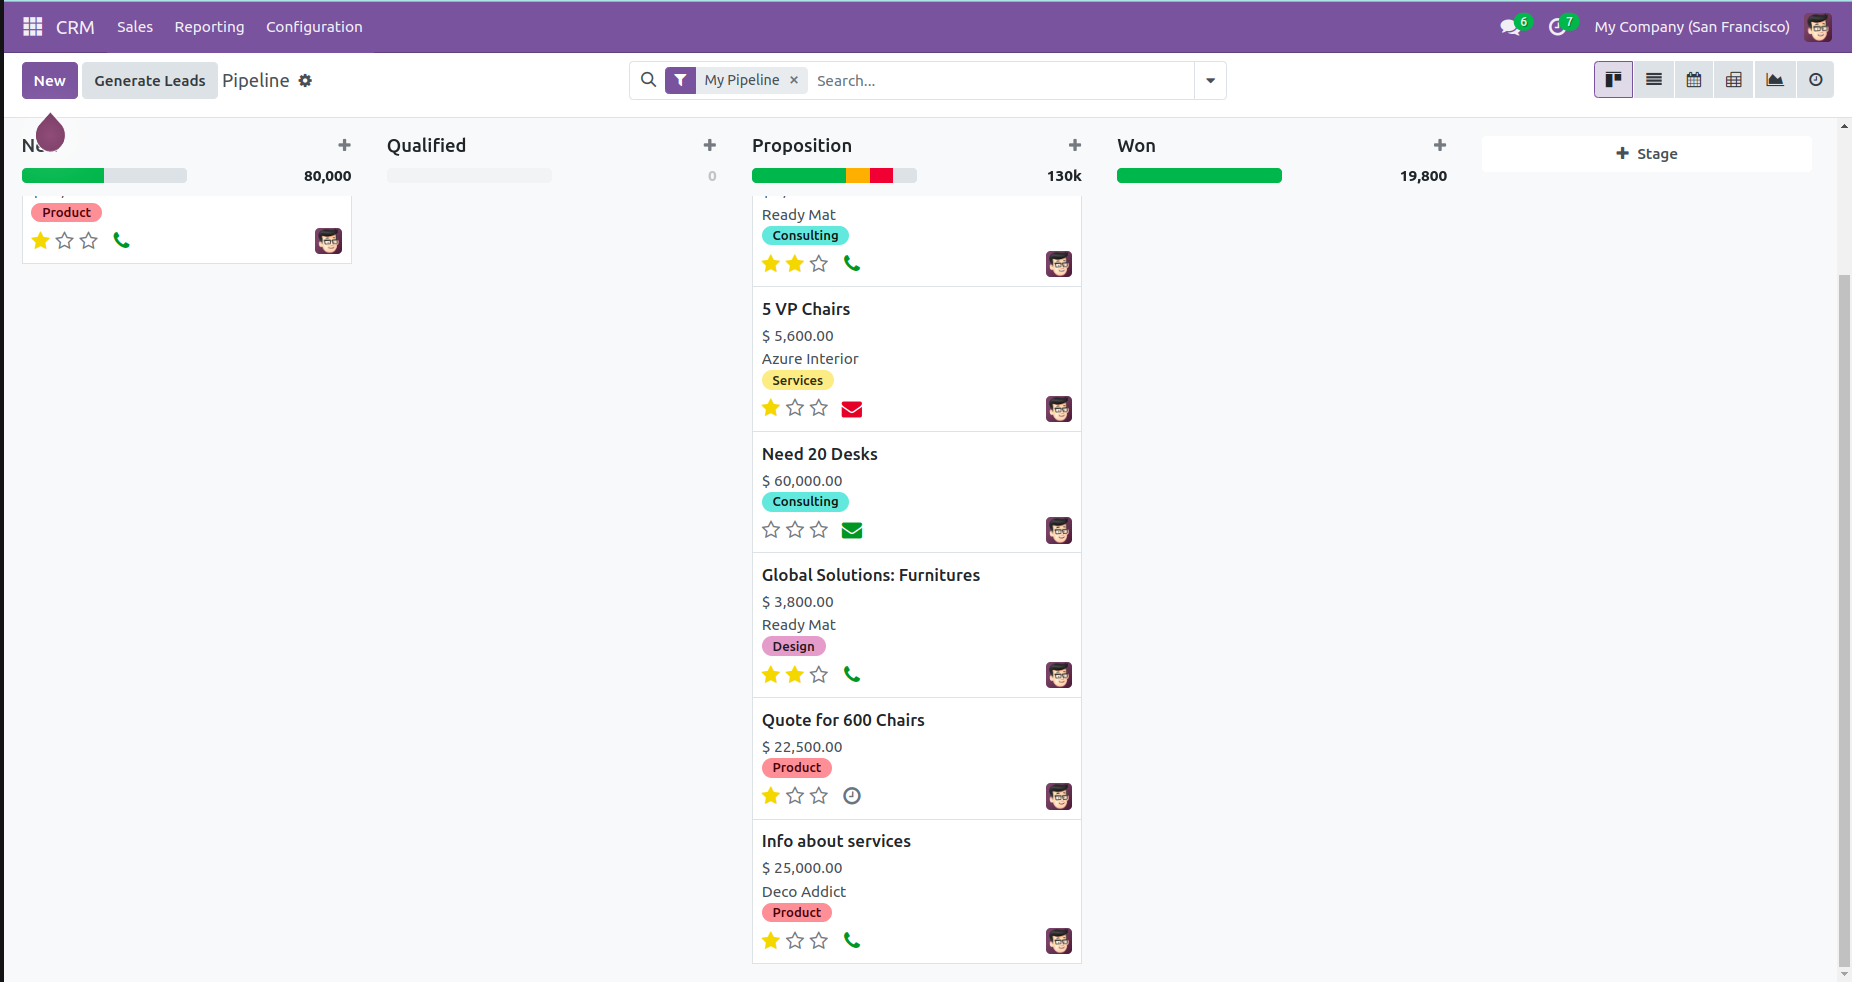 CRM Sales Reporting Configuration 6 7 My Company (San Francisco)
New Generate Leads Pipeline My Pipeline × Search...
Qualified Proposition Won + Stage
80,000 0 130k 19,800
Product
Ready Mat
Consulting
5 VP Chairs
$ 5,600.00
Azure Interior
Services
Need 20 Desks
$ 60,000.00
Consulting
Global Solutions: Furnitures
$ 3,800.00
Ready Mat
Design
Quote for 600 Chairs
$ 22,500.00
Product
Info about services
$ 25,000.00
Deco Addict
Product